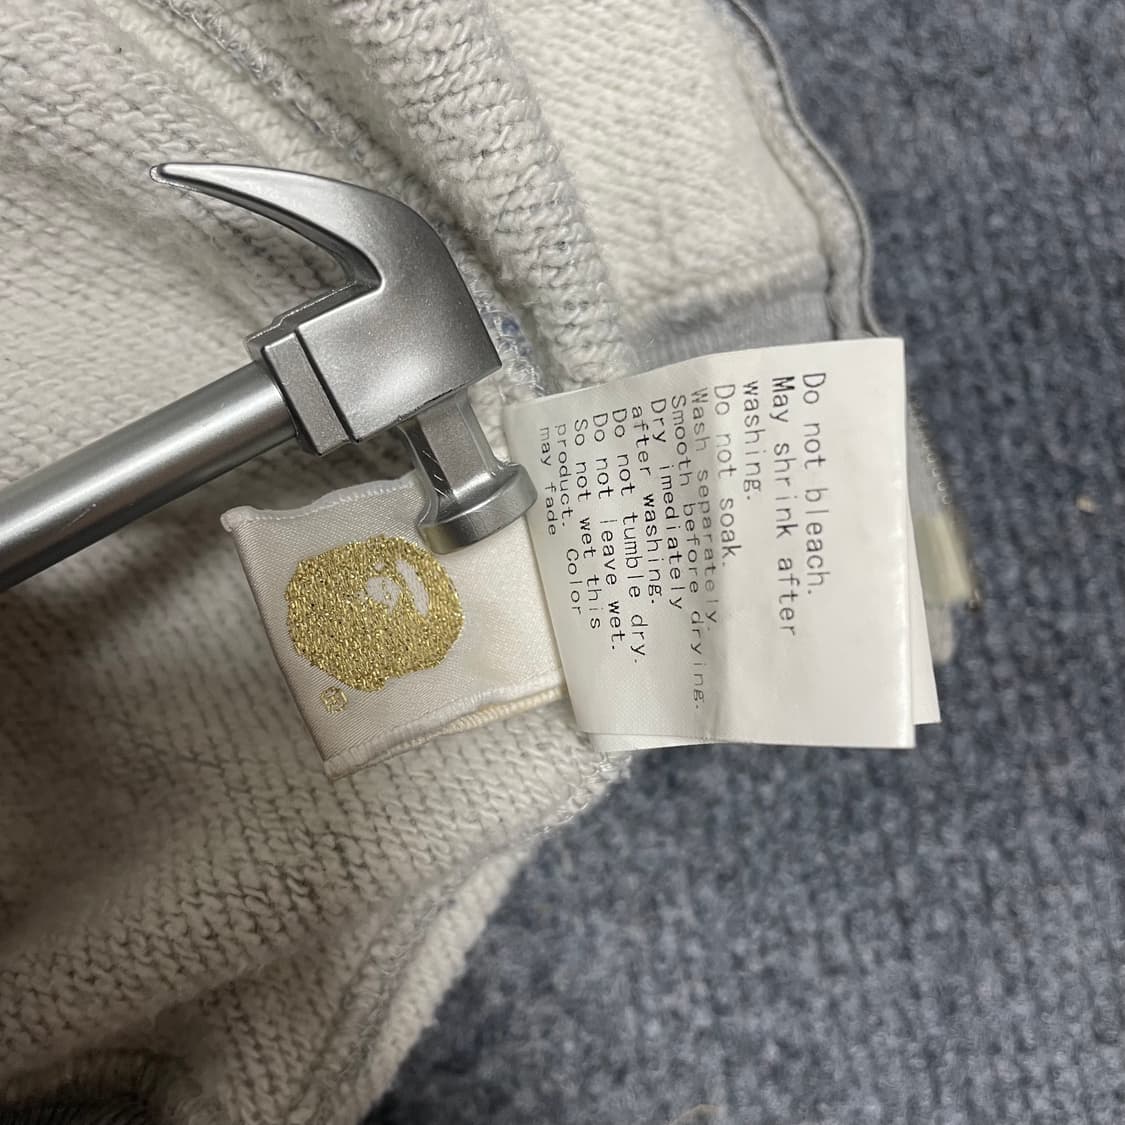 Do not bleach.
May shrink after
washing.
Do not soak.
Wash separately.
Smooth before drying.
Dry imediately
after washing.
Do not tumble dry.
Do not leave wet.
So not wet this
product. Color
may fade
®